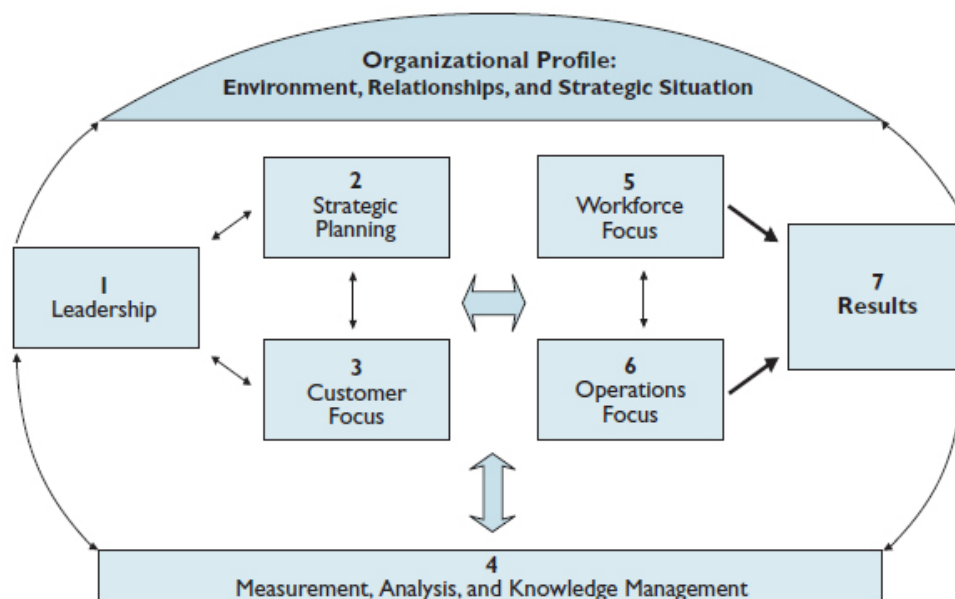 Organizational Profile:
Environment, Relationships, and Strategic Situation
2
Strategic
Planning
5
Workforce
Focus
1
Leadership
7
Results
3
Customer
Focus
6
Operations
Focus
4
Measurement, Analysis, and Knowledge Management